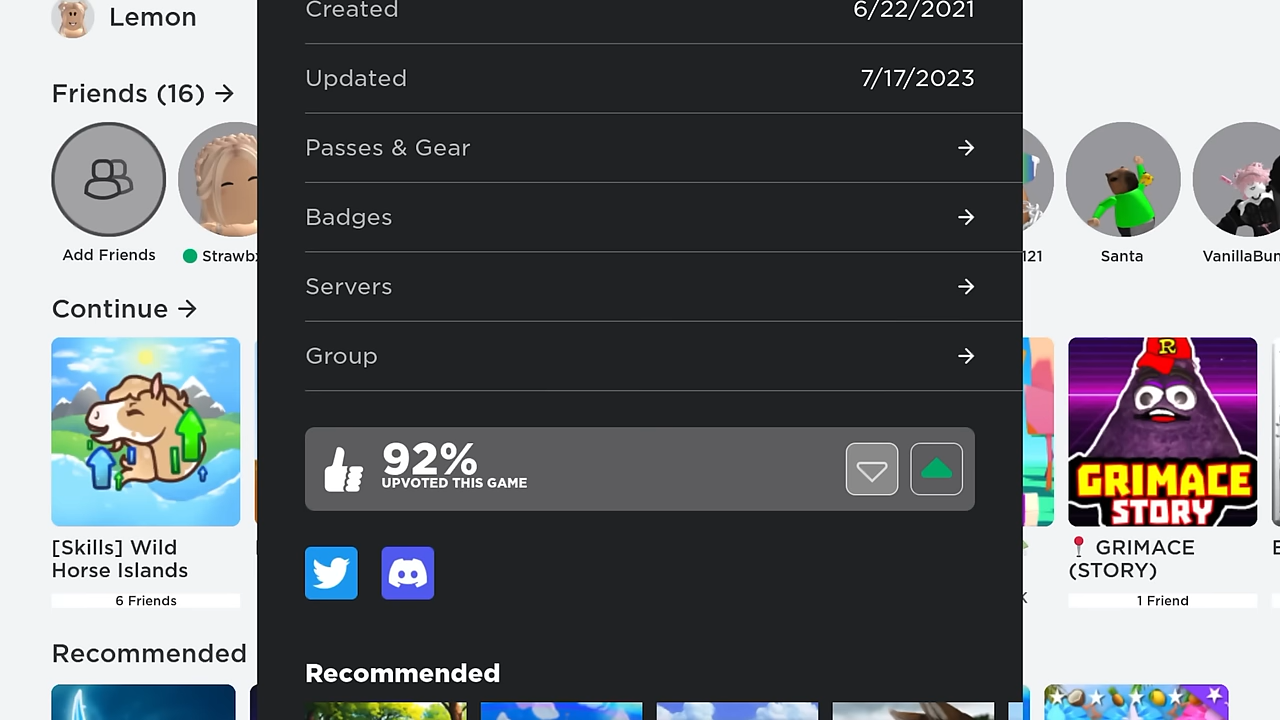 Lemon
Created 6/22/2021
Updated 7/17/2023
Friends (16)
Passes & Gear
Badges
Servers
Group
Add Friends
121
Santa
Continue
R
GRIMACE
STORY
92%
UPVOTED THIS GAME
[Skills] Wild
Horse Islands
6 Friends
GRIMACE
(STORY)
1 Friend
Recommended
Recommended